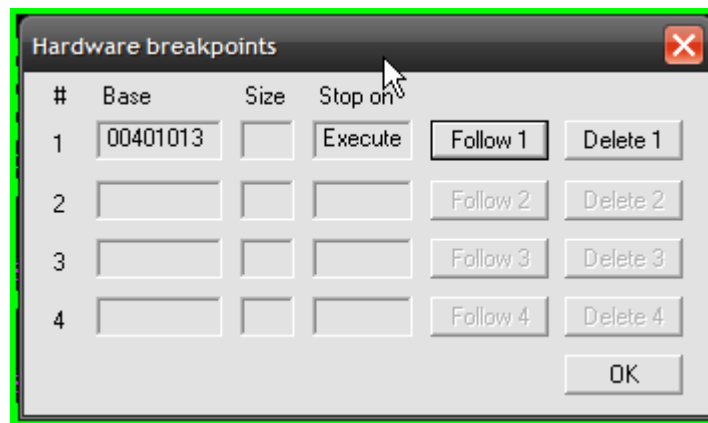 Hardware breakpoints
# Base Size Stop on
1 00401013 Execute Follow 1 Delete 1
2 Follow 2 Delete 2
3 Follow 3 Delete 3
4 Follow 4 Delete 4
OK